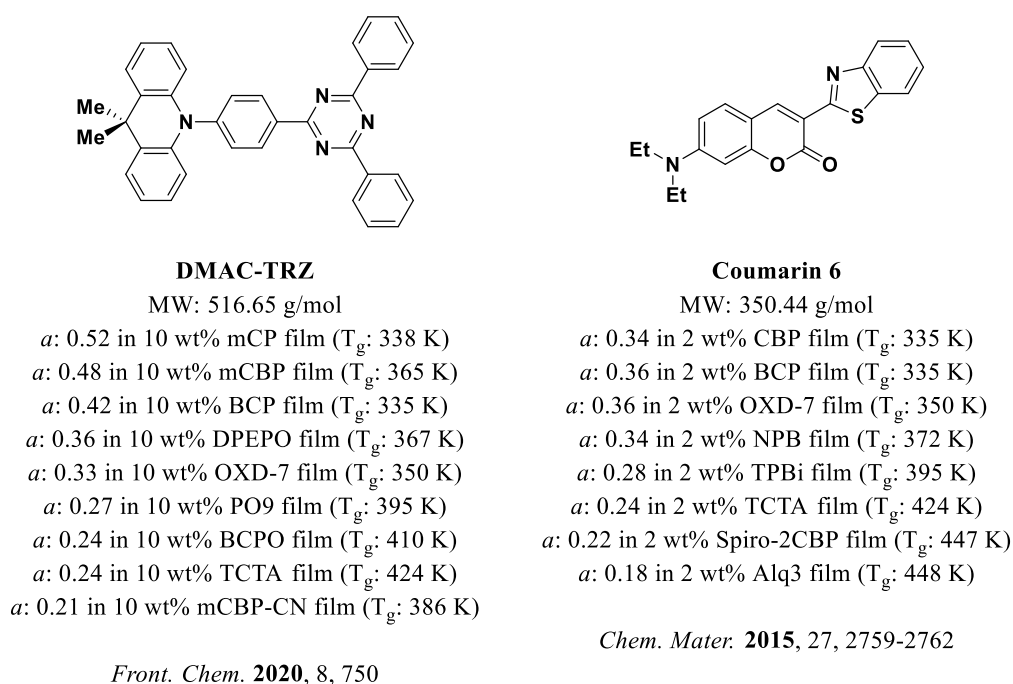 Me
Me
N
N
N
N
Et
N
Et
N
S
O
O
DMAC-TRZ
MW: 516.65 g/mol
a: 0.52 in 10 wt% mCP film (Tg: 338 K)
a: 0.48 in 10 wt% mCBP film (Tg: 365 K)
a: 0.42 in 10 wt% BCP film (Tg: 335 K)
a: 0.36 in 10 wt% DPEPO film (Tg: 367 K)
a: 0.33 in 10 wt% OXD-7 film (Tg: 350 K)
a: 0.27 in 10 wt% PO9 film (Tg: 395 K)
a: 0.24 in 10 wt% BCPO film (Tg: 410 K)
a: 0.24 in 10 wt% TCTA film (Tg: 424 K)
a: 0.21 in 10 wt% mCBP-CN film (Tg: 386 K)
Front. Chem. 2020, 8, 750
Coumarin 6
MW: 350.44 g/mol
a: 0.34 in 2 wt% CBP film (Tg: 335 K)
a: 0.36 in 2 wt% BCP film (Tg: 335 K)
a: 0.36 in 2 wt% OXD-7 film (Tg: 350 K)
a: 0.34 in 2 wt% NPB film (Tg: 372 K)
a: 0.28 in 2 wt% TPBi film (Tg: 395 K)
a: 0.24 in 2 wt% TCTA film (Tg: 424 K)
a: 0.22 in 2 wt% Spiro-2CBP film (Tg: 447 K)
a: 0.18 in 2 wt% Alq3 film (Tg: 448 K)
Chem. Mater. 2015, 27, 2759-2762